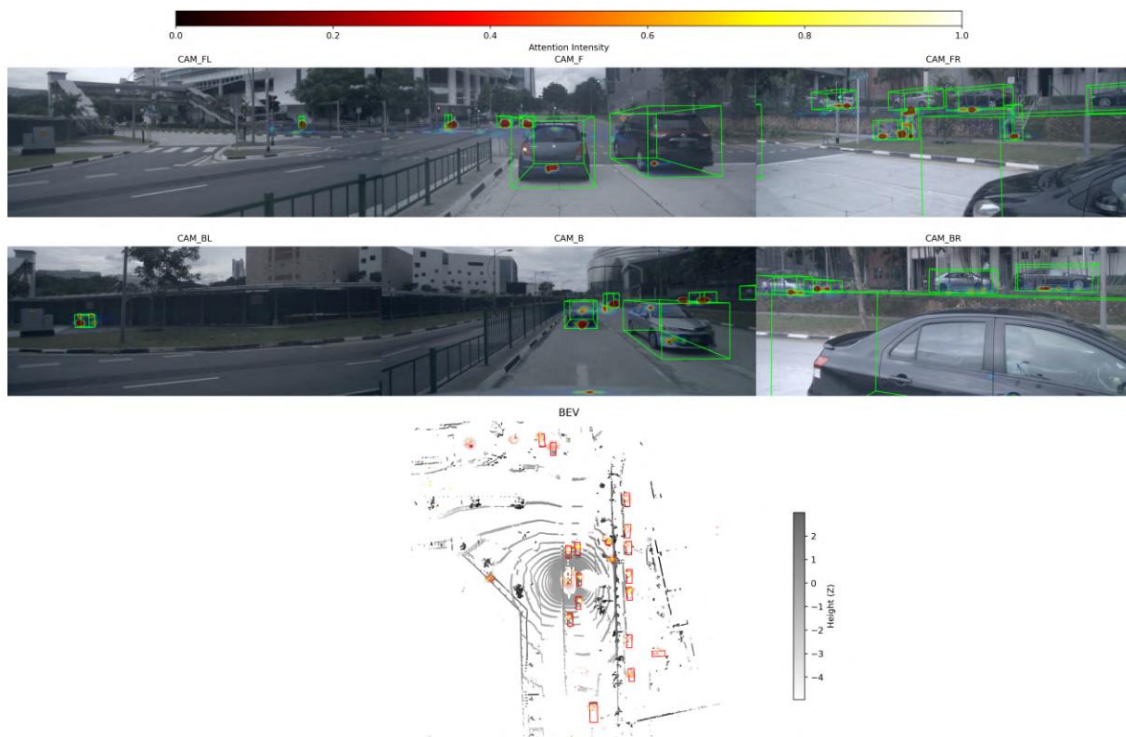 0.0 0.2 0.4 0.6 0.8 1.0
Attention Intensity
CAM_FL CAM_F CAM_FR
CAM_BL CAM_B CAM_BR
BEV
2
1
0
−1
−2
−3
−4
Height (Z)